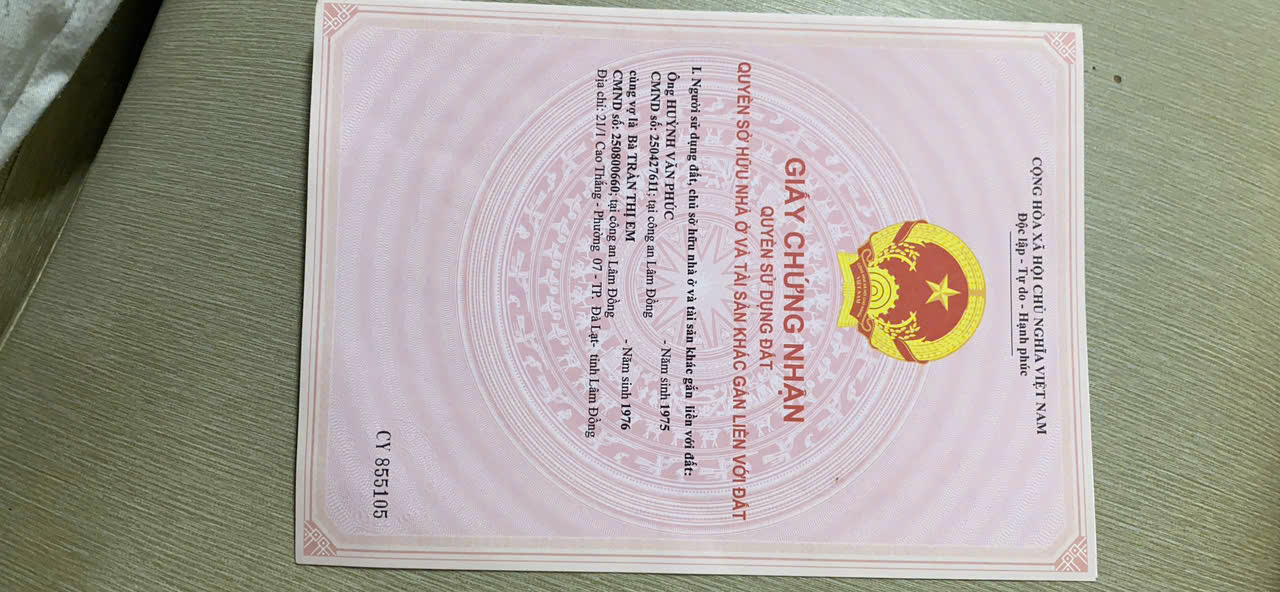 CỘNG HÒA XÃ HỘI CHỦ NGHĨA VIỆT NAM
Độc lập - Tự do - Hạnh phúc
GIẤY CHỨNG NHẬN
QUYỀN SỬ DỤNG ĐẤT
QUYỀN SỞ HỮU NHÀ Ở VÀ TÀI SẢN KHÁC GẮN LIỀN VỚI ĐẤT
I. Người sử dụng đất, chủ sở hữu nhà ở và tài sản khác gắn liền với đất:
Ông HUỲNH VĂN PHÚC - Năm sinh 1975
CMND số: 250427611; tại công an Lâm Đồng
cùng vợ là Bà TRẦN THỊ EM - Năm sinh 1976
CMND số: 250800660; tại công an Lâm Đồng
Địa chỉ: 21/1 Cao Thắng - Phường 07 - TP. Đà Lạt- tỉnh Lâm Đồng
CY 855105